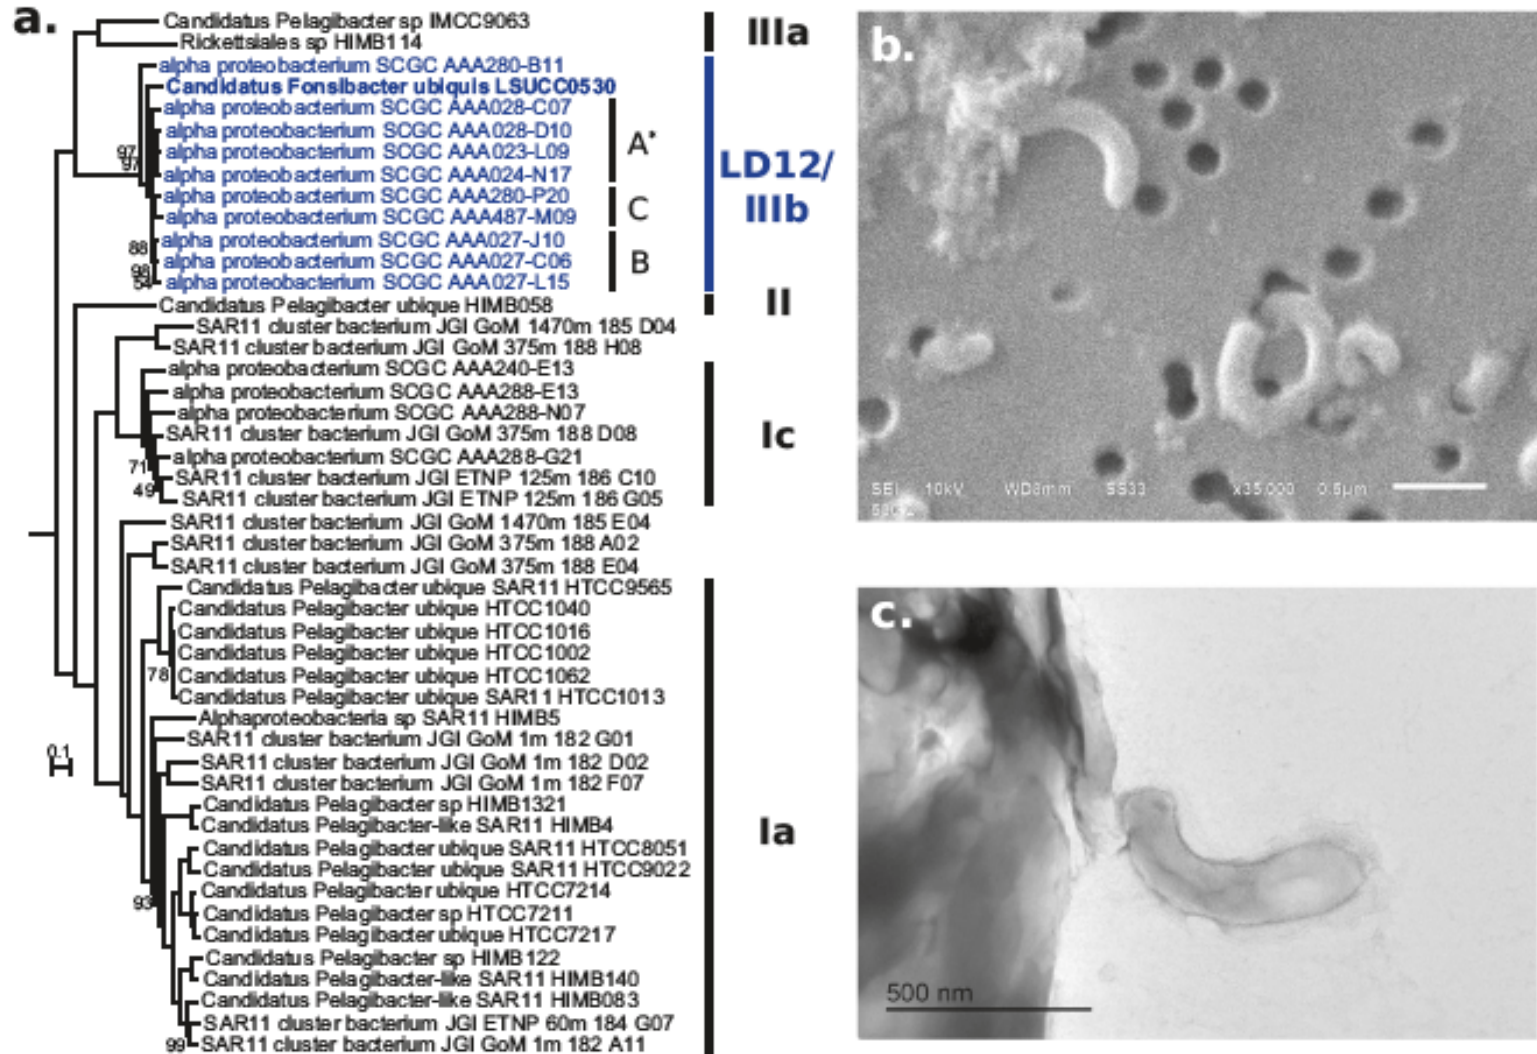 a.
Candidatus Pelagibacter sp IMCC9063
Rickettsiales sp HIMB114
IIIa
alpha proteobacterium SCGC AAA280-B11
Candidatus Fonsibacter ubiquis LSUCC0530
alpha proteobacterium SCGC AAA028-C07
alpha proteobacterium SCGC AAA028-D10
alpha proteobacterium SCGC AAA023-L09
alpha proteobacterium SCGC AAA024-N17
97
97
A*
alpha proteobacterium SCGC AAA280-P20
alpha proteobacterium SCGC AAA487-M09
C
alpha proteobacterium SCGC AAA027-J10
alpha proteobacterium SCGC AAA027-C06
alpha proteobacterium SCGC AAA027-L15
88
98
54
B
LD12/
IIIb
Candidatus Pelagibacter ubique HIMB058
II
SAR11 cluster bacterium JGI GoM 1470m 185 D04
SAR11 cluster bacterium JGI GoM 375m 188 H08
alpha proteobacterium SCGC AAA240-E13
alpha proteobacterium SCGC AAA288-E13
alpha proteobacterium SCGC AAA288-N07
SAR11 cluster bacterium JGI GoM 375m 188 D08
alpha proteobacterium SCGC AAA288-G21
SAR11 cluster bacterium JGI ETNP 125m 186 C10
SAR11 cluster bacterium JGI ETNP 125m 186 G05
71
49
Ic
SAR11 cluster bacterium JGI GoM 1470m 185 E04
SAR11 cluster bacterium JGI GoM 375m 188 A02
SAR11 cluster bacterium JGI GoM 375m 188 E04
Candidatus Pelagibacter ubique SAR11 HTCC9565
Candidatus Pelagibacter ubique HTCC1040
Candidatus Pelagibacter ubique HTCC1016
Candidatus Pelagibacter ubique HTCC1002
Candidatus Pelagibacter ubique HTCC1062
Candidatus Pelagibacter ubique SAR11 HTCC1013
78
Alphaproteobacteria sp SAR11 HIMB5
SAR11 cluster bacterium JGI GoM 1m 182 G01
SAR11 cluster bacterium JGI GoM 1m 182 D02
SAR11 cluster bacterium JGI GoM 1m 182 F07
Candidatus Pelagibacter sp HIMB1321
Candidatus Pelagibacter-like SAR11 HIMB4
Candidatus Pelagibacter ubique SAR11 HTCC8051
Candidatus Pelagibacter ubique SAR11 HTCC9022
Candidatus Pelagibacter ubique HTCC7214
Candidatus Pelagibacter sp HTCC7211
Candidatus Pelagibacter ubique HTCC7217
Candidatus Pelagibacter sp HIMB122
Candidatus Pelagibacter-like SAR11 HIMB140
Candidatus Pelagibacter-like SAR11 HIMB083
SAR11 cluster bacterium JGI ETNP 60m 184 G07
SAR11 cluster bacterium JGI GoM 1m 182 A11
93
99
Ia
0.1
b.
SEI 10kV WD8mm SS33 x35,000 0.5µm
c.
500 nm